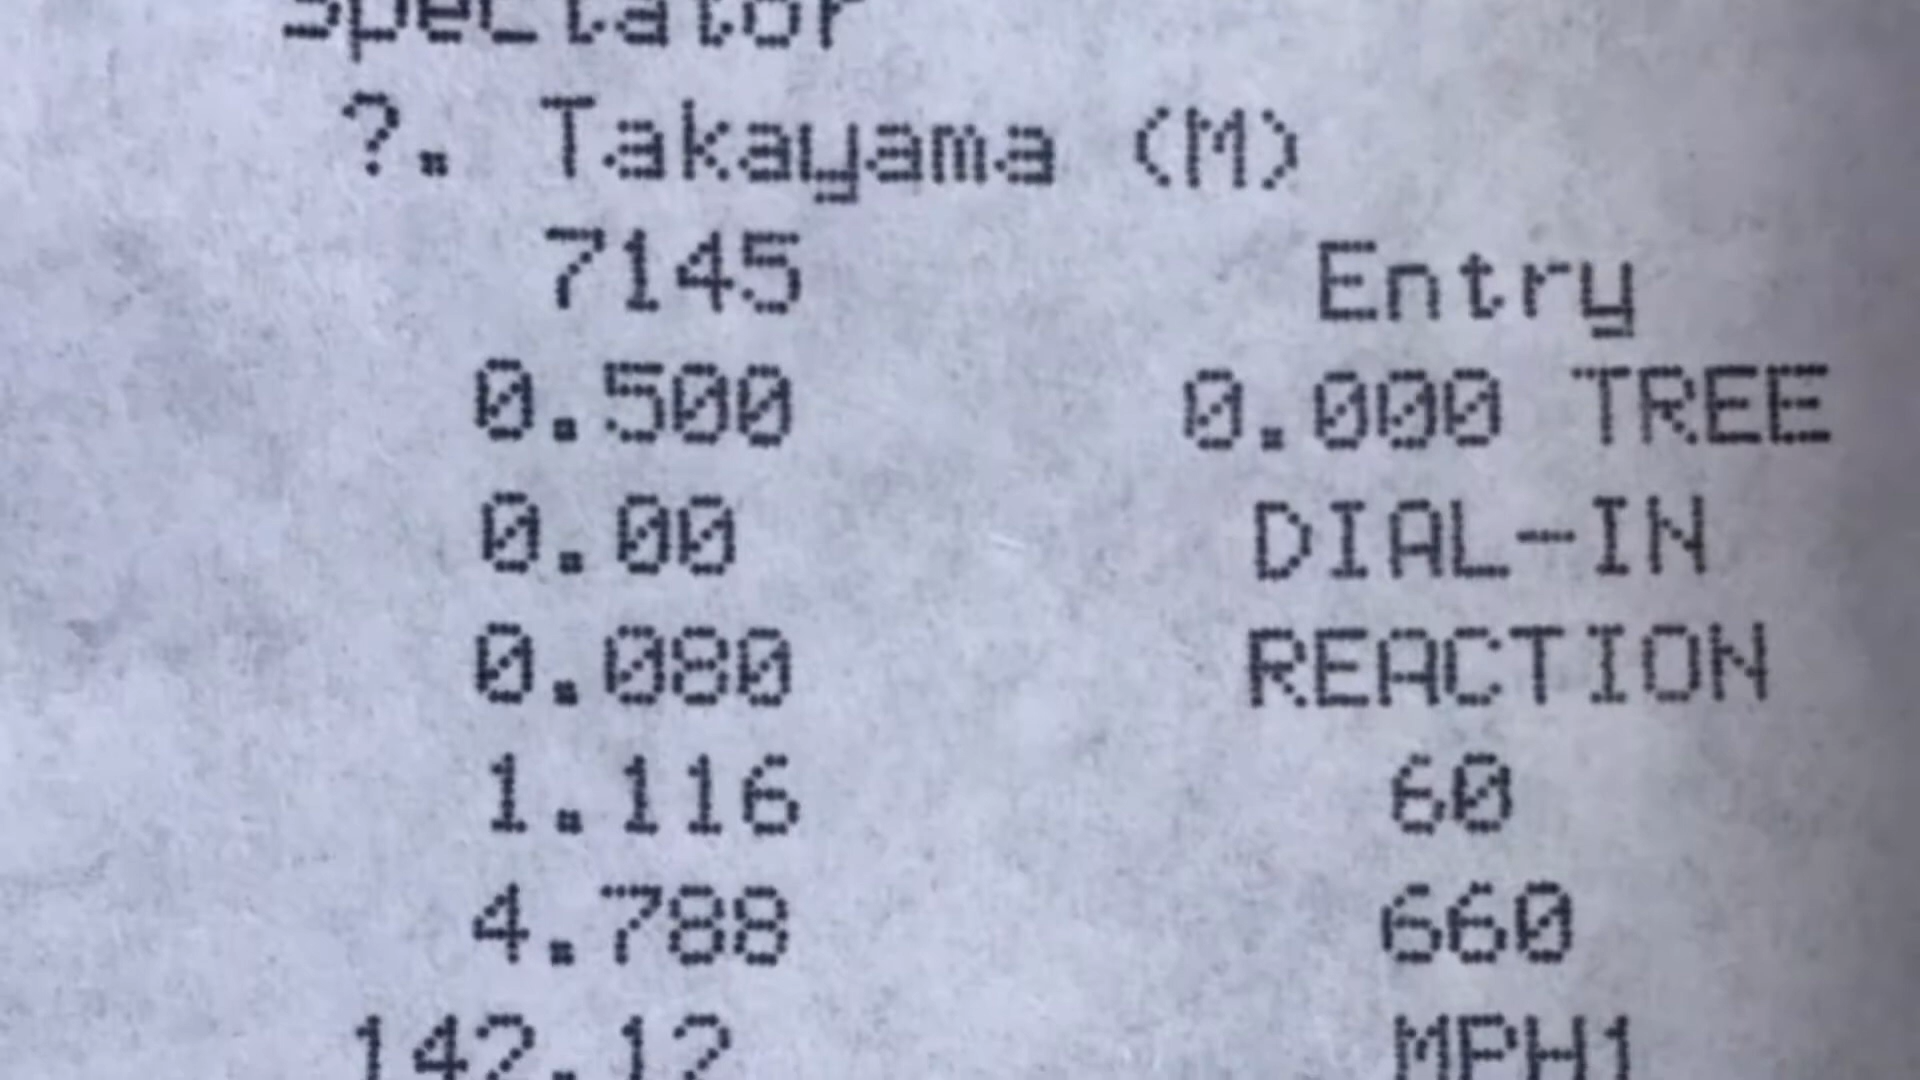 Spectator
?. Takayama (M)
7145 Entry
0.500 0.000 TREE
0.00 DIAL-IN
0.080 REACTION
1.116 60
4.788 660
142.12 MPH1